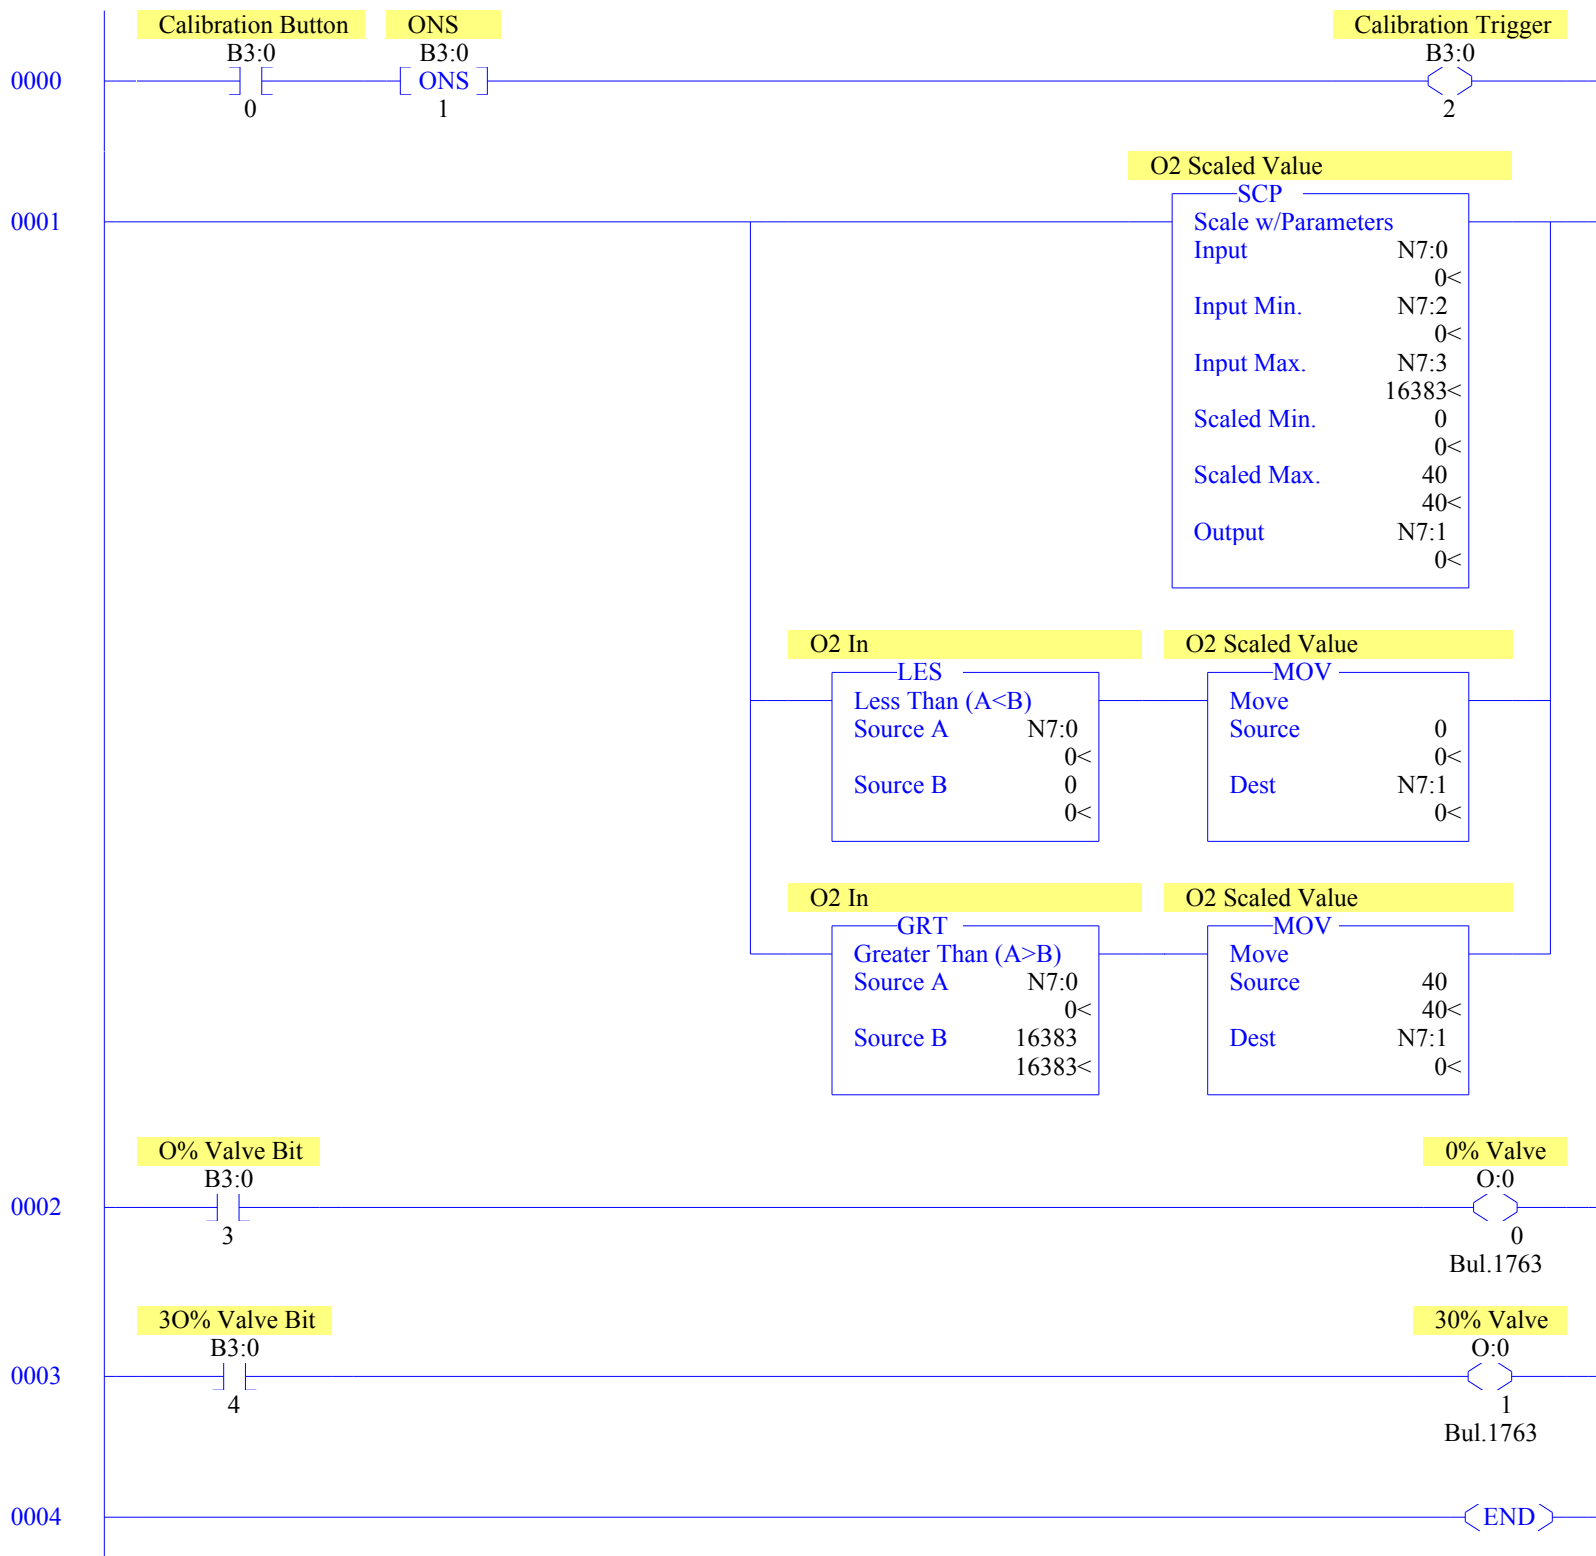 Calibration Button ONS Calibration Trigger
B3:0 B3:0 B3:0
0000 ONS
0 1 2
O2 Scaled Value
SCP
0001 Scale w/Parameters
Input N7:0
0<
Input Min. N7:2
0<
Input Max. N7:3
16383<
Scaled Min. 0
0<
Scaled Max. 40
40<
Output N7:1
0<
O2 In O2 Scaled Value
LES MOV
Less Than (A<B) Move
Source A N7:0 Source 0
0< 0<
Source B 0 Dest N7:1
0< 0<
O2 In O2 Scaled Value
GRT MOV
Greater Than (A>B) Move
Source A N7:0 Source 40
0< 40<
Source B 16383 Dest N7:1
16383< 0<
O% Valve Bit 0% Valve
B3:0 O:0
0002
3 0
Bul.1763
3O% Valve Bit 30% Valve
B3:0 O:0
0003
4 1
Bul.1763
0004 END